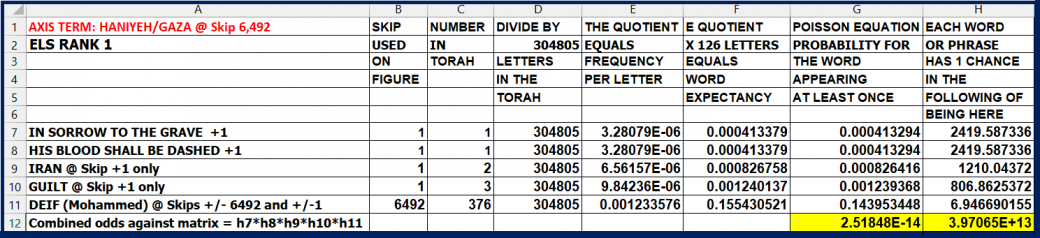 A B C D E F G H
1 AXIS TERM: HANIYEH/GAZA @ Skip 6,492 SKIP NUMBER DIVIDE BY THE QUOTIENT E QUOTIENT POISSON EQUATION EACH WORD
2 ELS RANK 1 USED IN 304805 EQUALS X 126 LETTERS PROBABILITY FOR OR PHRASE
3 ON TORAH LETTERS FREQUENCY EQUALS THE WORD HAS 1 CHANCE
4 FIGURE IN THE PER LETTER WORD APPEARING IN THE
5 TORAH EXPECTANCY AT LEAST ONCE FOLLOWING OF
6 BEING HERE
7 IN SORROW TO THE GRAVE +1 1 1 304805 3.28079E-06 0.000413379 0.000413294 2419.587336
8 HIS BLOOD SHALL BE DASHED +1 1 1 304805 3.28079E-06 0.000413379 0.000413294 2419.587336
9 IRAN @ Skip +1 only 1 2 304805 6.56157E-06 0.000826758 0.000826416 1210.04372
10 GUILT @ Skip +1 only 1 3 304805 9.84236E-06 0.001240137 0.001239368 806.8625372
11 DEIF (Mohammed) @ Skips +/- 6492 and +/-1 6492 376 304805 0.001233576 0.155430521 0.143953448 6.946690155
12 Combined odds against matrix = h7*h8*h9*h10*h11 2.51848E-14 3.97065E+13